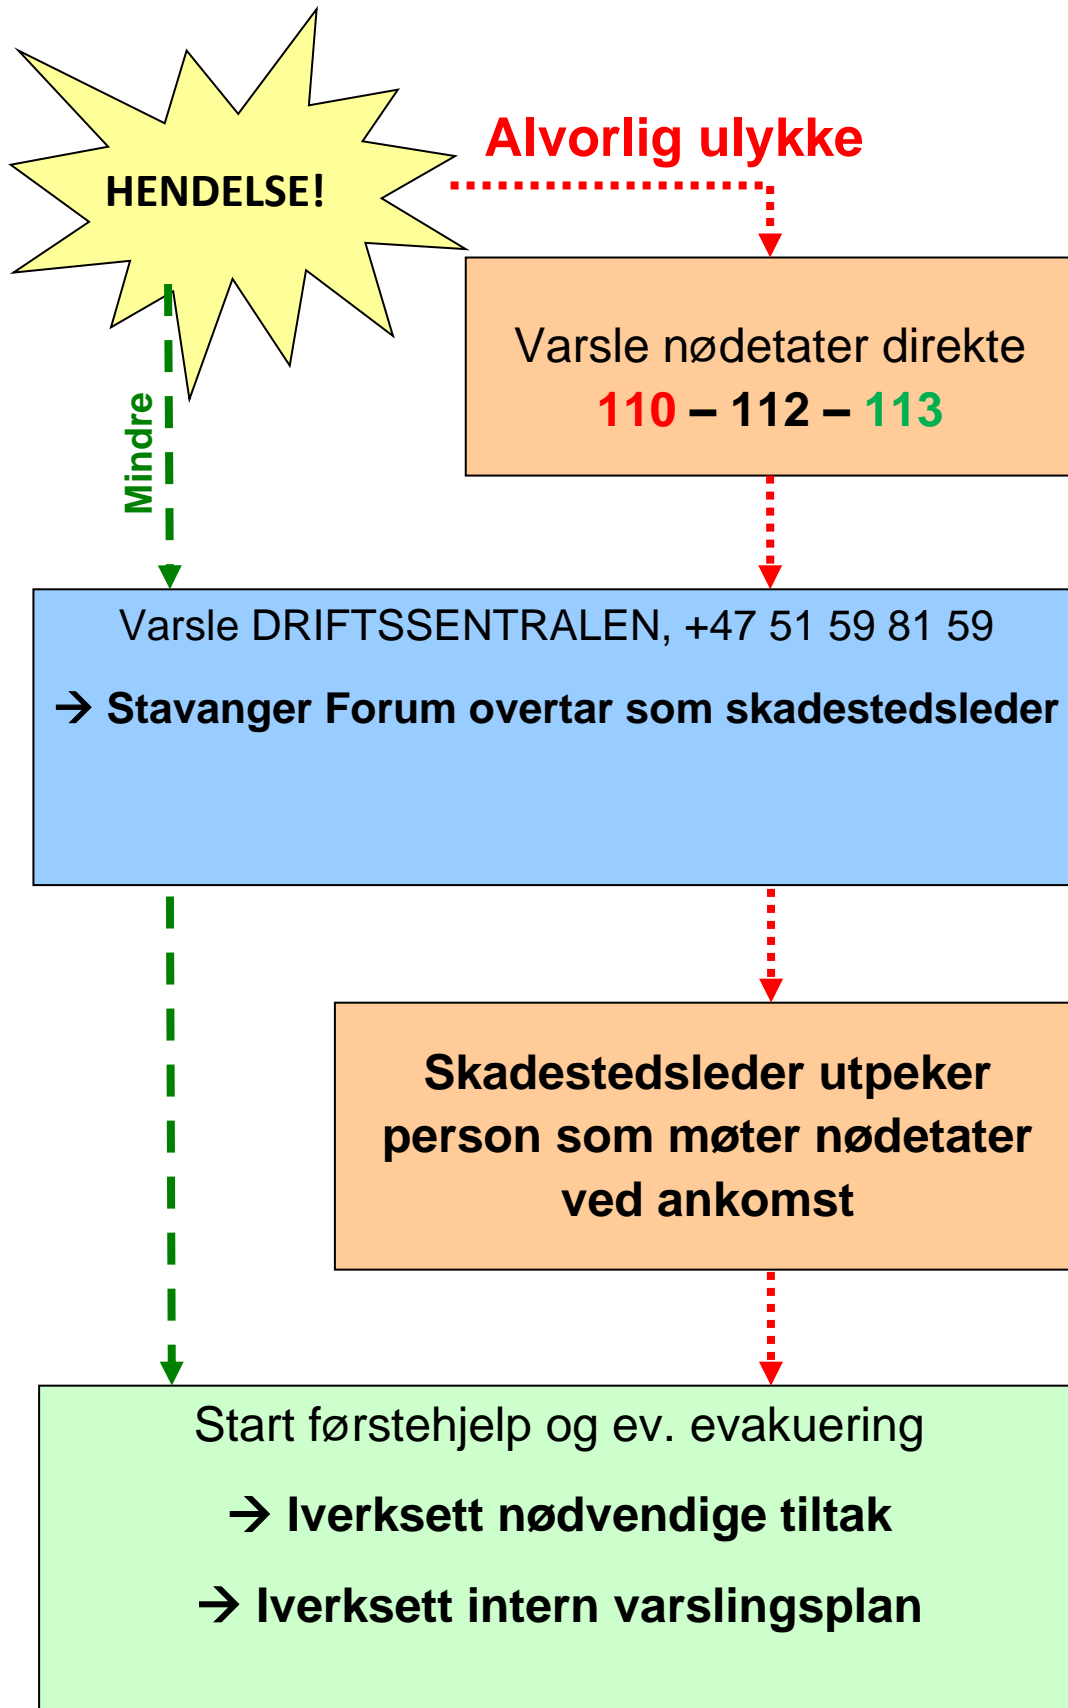 Alvorlig ulykke
HENDELSE!
Varsle nødetater direkte
110 – 112 – 113
Mindre
Varsle DRIFTSSENTRALEN, +47 51 59 81 59
→ Stavanger Forum overtar som skadestedsleder
Skadestedsleder utpeker
person som møter nødetater
ved ankomst
Start førstehjelp og ev. evakuering
→ Iverksett nødvendige tiltak
→ Iverksett intern varslingsplan